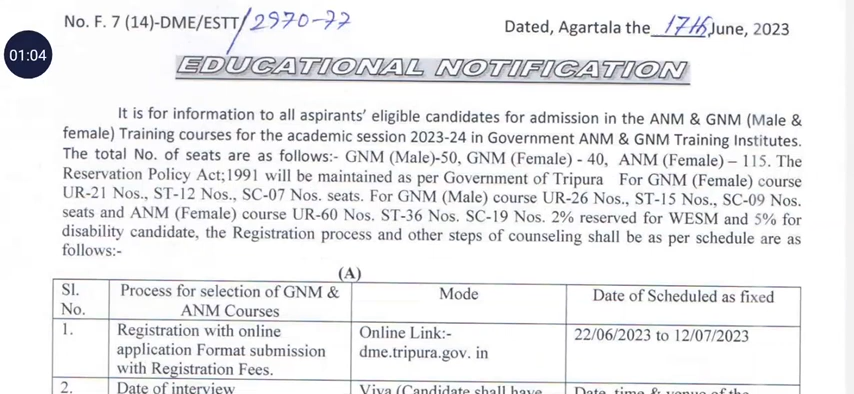 No. F. 7 (14)-DME/ESTT/2970-77
Dated, Agartala the 17th June, 2023
01:04
EDUCATIONAL NOTIFICATION
It is for information to all aspirants' eligible candidates for admission in the ANM & GNM (Male &
female) Training courses for the academic session 2023-24 in Government ANM & GNM Training Institutes.
The total No. of seats are as follows:- GNM (Male)-50, GNM (Female) - 40, ANM (Female) – 115. The
Reservation Policy Act;1991 will be maintained as per Government of Tripura For GNM (Female) course
UR-21 Nos., ST-12 Nos., SC-07 Nos. seats. For GNM (Male) course UR-26 Nos., ST-15 Nos., SC-09 Nos.
seats and ANM (Female) course UR-60 Nos. ST-36 Nos. SC-19 Nos. 2% reserved for WESM and 5% for
disability candidate, the Registration process and other steps of counseling shall be as per schedule are as
follows:-
(A)
Sl. No. Process for selection of GNM & ANM Courses Mode Date of Scheduled as fixed
1. Registration with online application Format submission with Registration Fees. Online Link:- dme.tripura.gov. in 22/06/2023 to 12/07/2023
2. Date of interview Viva (Candidate shall have Date, time & venue of the